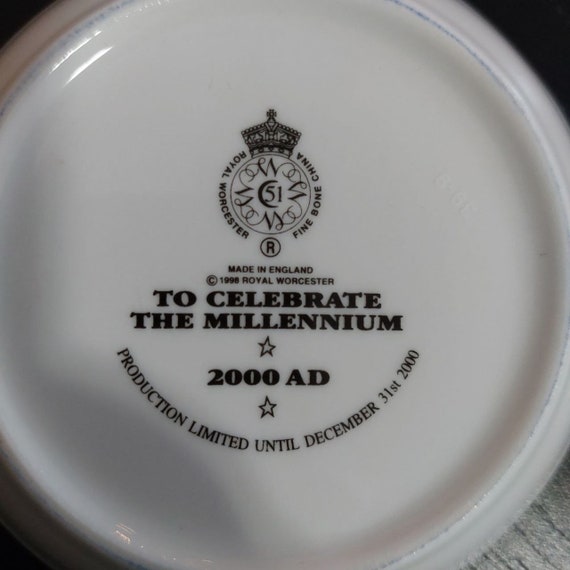 ROYAL WORCESTER
FINE BONE CHINA
51
®
MADE IN ENGLAND
© 1998 ROYAL WORCESTER
TO CELEBRATE
THE MILLENNIUM
2000 AD
PRODUCTION LIMITED UNTIL DECEMBER 31st 2000